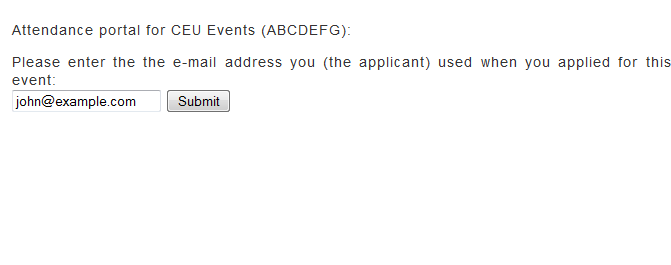 Attendance portal for CEU Events (ABCDEFG):
Please enter the the e-mail address you (the applicant) used when you applied for this
event:
john@example.com Submit